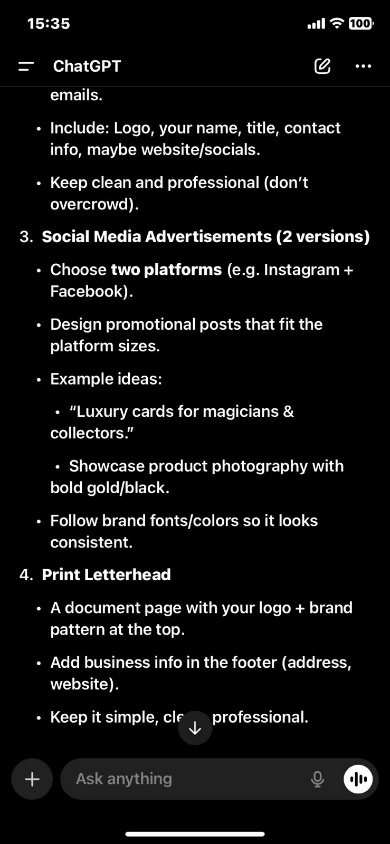 15:35
100
ChatGPT
emails.
• Include: Logo, your name, title, contact
info, maybe website/socials.
• Keep clean and professional (don’t
overcrowd).
3. Social Media Advertisements (2 versions)
• Choose two platforms (e.g. Instagram +
Facebook).
• Design promotional posts that fit the
platform sizes.
• Example ideas:
• “Luxury cards for magicians &
collectors.”
• Showcase product photography with
bold gold/black.
• Follow brand fonts/colors so it looks
consistent.
4. Print Letterhead
• A document page with your logo + brand
pattern at the top.
• Add business info in the footer (address,
website).
• Keep it simple, professional.
Ask anything